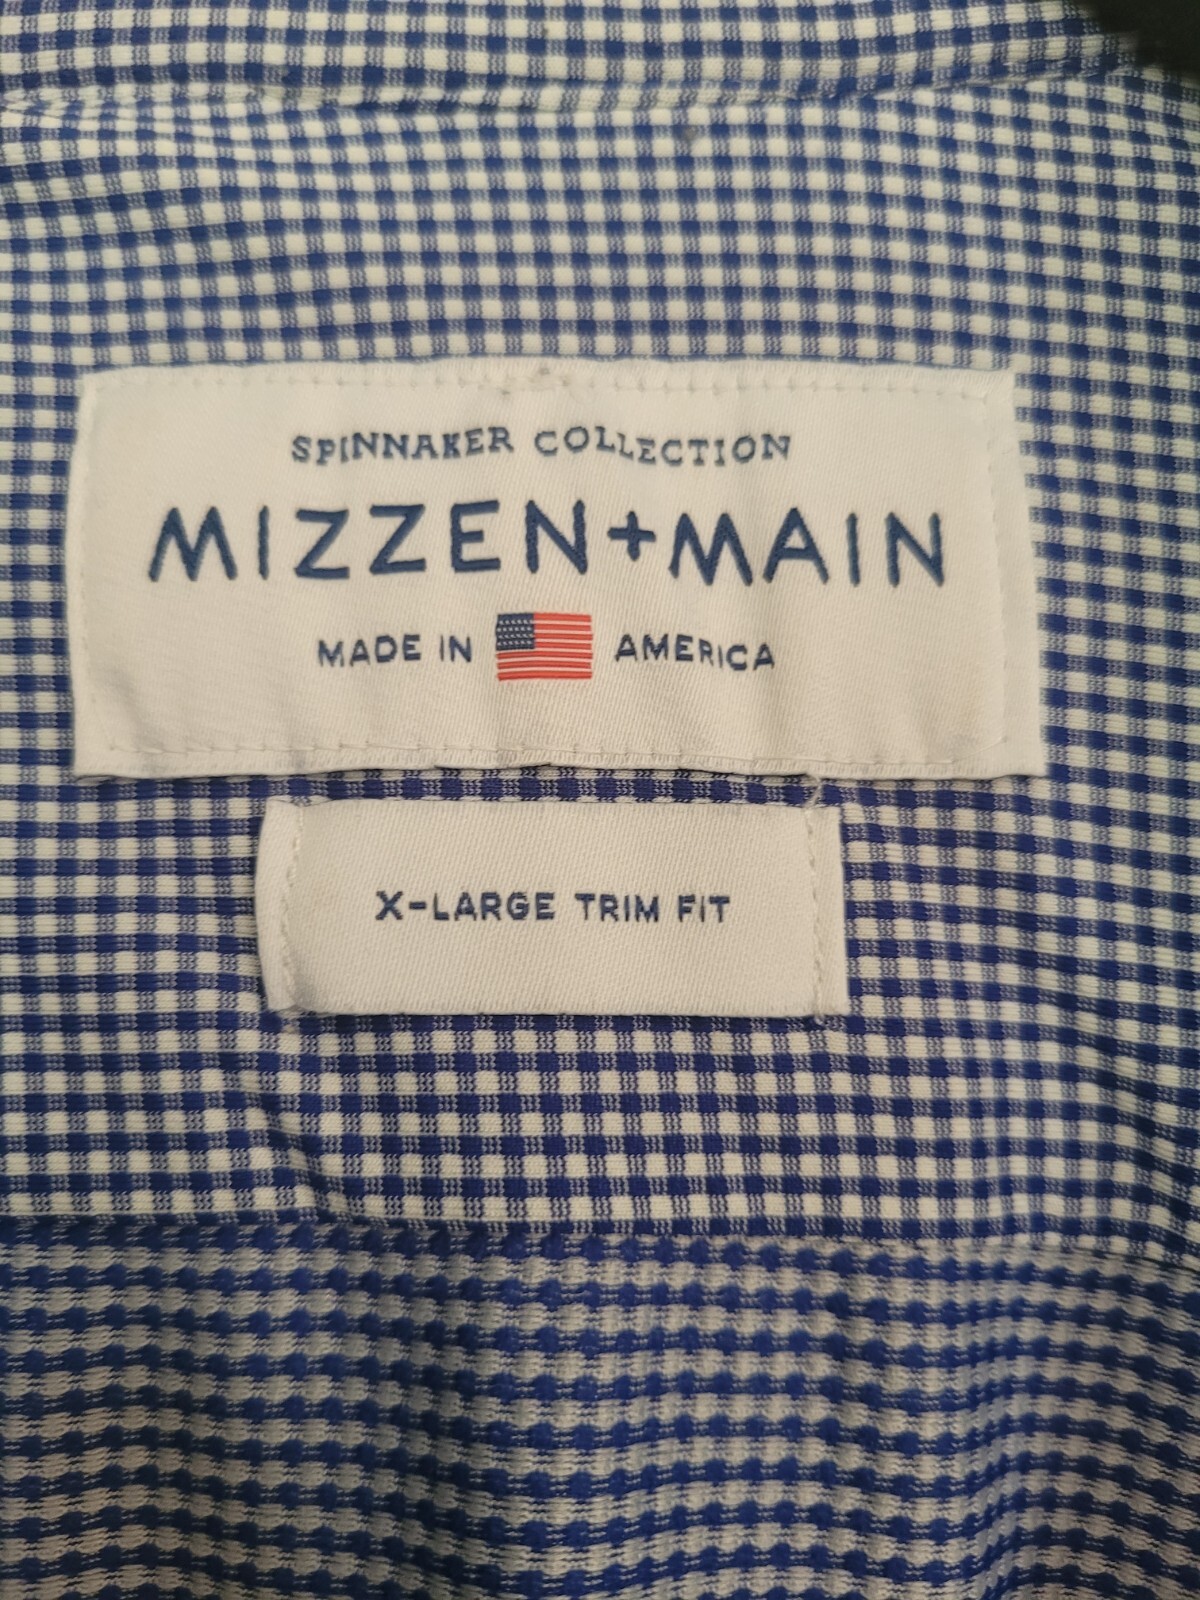 SPINNAKER COLLECTION
MIZZEN+MAIN
MADE IN AMERICA
X-LARGE TRIM FIT